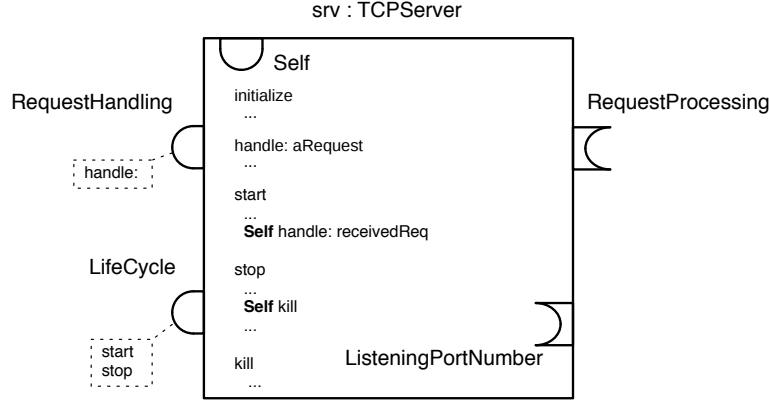 srv : TCPServer
Self
RequestHandling
RequestProcessing
initialize
...
handle: aRequest
...
handle:
start
...
Self handle: receivedReq
LifeCycle
stop
...
Self kill
...
start
stop
ListeningPortNumber
kill
...